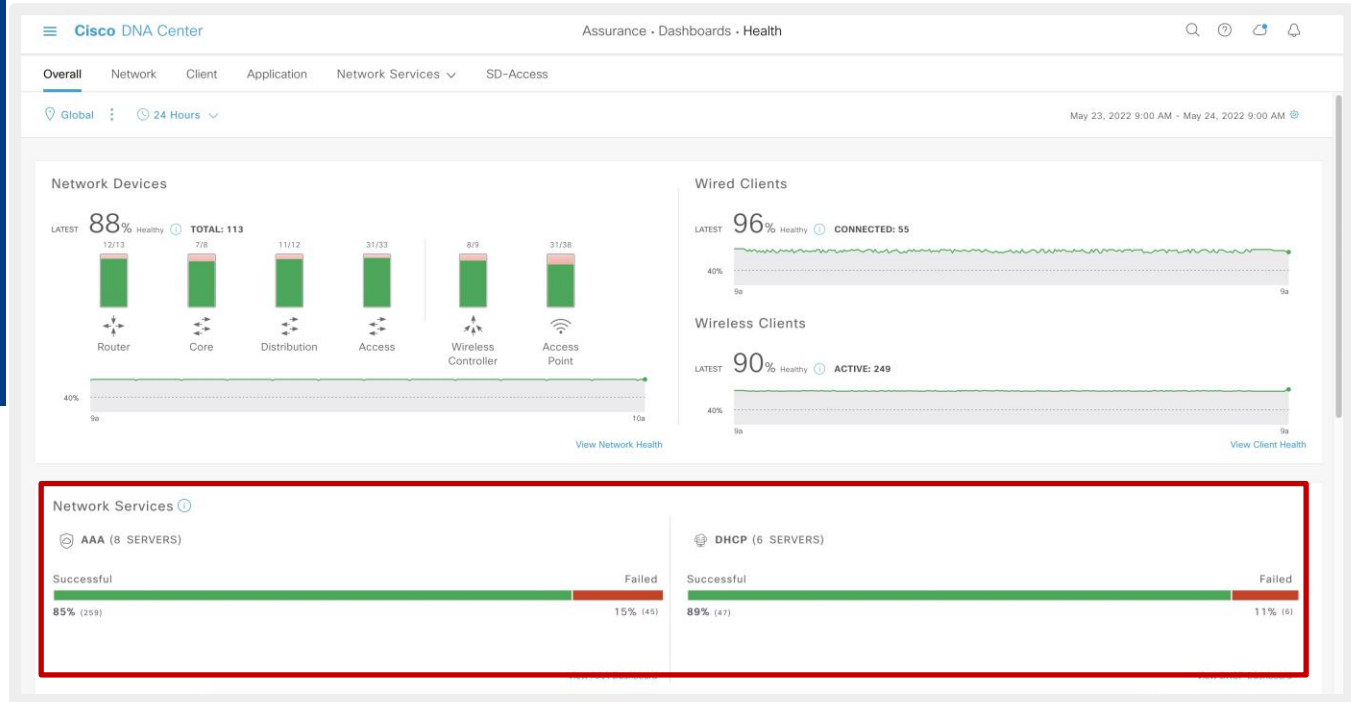 Cisco DNA Center
Assurance · Dashboards · Health
Overall Network Client Application Network Services SD-Access
Global 24 Hours
May 23, 2022 9:00 AM - May 24, 2022 9:00 AM
Network Devices
LATEST 88% Healthy TOTAL: 113
12/13 7/8 11/12 31/33 8/9 31/38
Router Core Distribution Access Wireless Controller Access Point
40%
9a 10a
View Network Health
Wired Clients
LATEST 96% Healthy CONNECTED: 55
40%
9a 9a
Wireless Clients
LATEST 90% Healthy ACTIVE: 249
40%
9a 9a
View Client Health
Network Services
AAA (8 SERVERS)
Successful Failed
85% (259) 15% (45)
DHCP (6 SERVERS)
Successful Failed
89% (47) 11% (6)